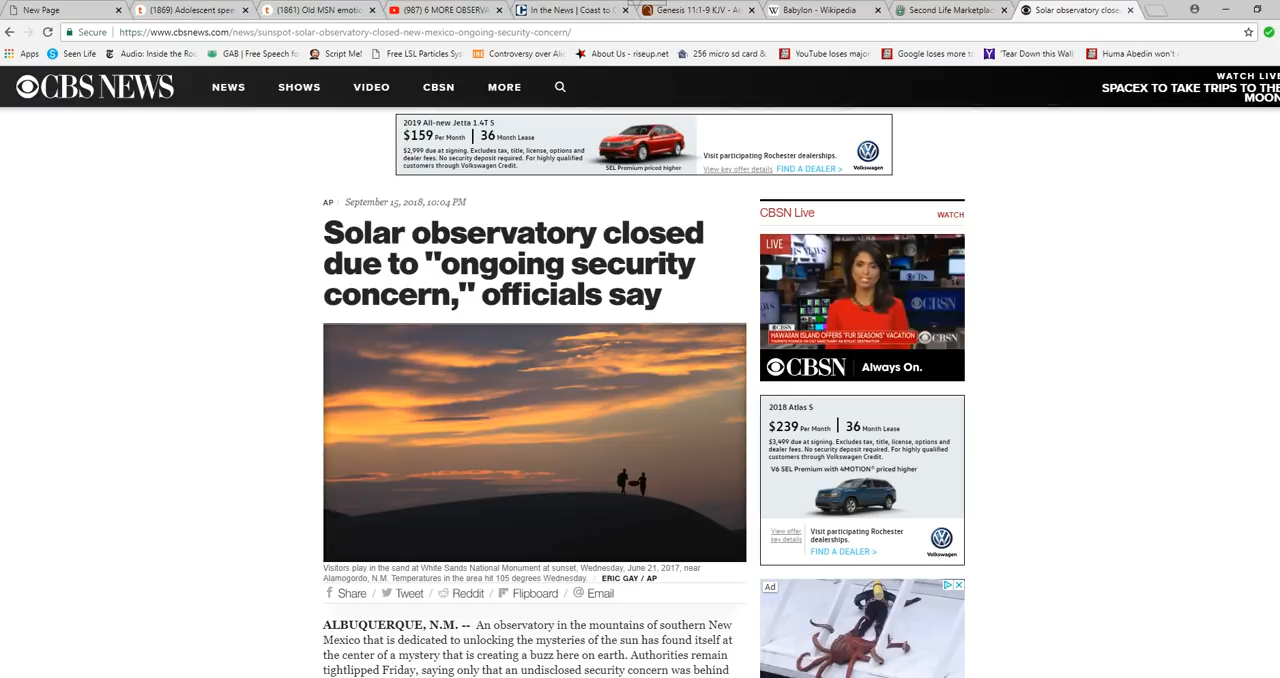 New Page
(1869) Adolescent spee
(1861) Old MSN emotic
(987) 6 MORE OBSERVA
In the News | Coast to C
Genesis 11:1-9 KJV - An
Babylon - Wikipedia
Second Life Marketplac
Solar observatory close
Secure
https://www.cbsnews.com/news/sunspot-solar-observatory-closed-new-mexico-ongoing-security-concern/
Apps
Seen Life
Audio: Inside the Ro
GAB | Free Speech fo
Script Me!
Free LSL Particles Sys
Controversy over Alie
About Us - riseup.net
256 micro sd card &
YouTube loses major
Google loses more to
'Tear Down this Wall
Huma Abedin won't
CBS NEWS
NEWS
SHOWS
VIDEO
CBSN
MORE
WATCH LIVE
SPACEX TO TAKE TRIPS TO THE
MOON
2019 All-new Jetta 1.4T S
$159 Per Month | 36 Month Lease
$2,999 due at signing. Excludes tax, title, license, options and
dealer fees. No security deposit required. For highly qualified
customers through Volkswagen Credit.
SEL Premium priced higher
Visit participating Rochester dealerships.
View key offer details FIND A DEALER >
Volkswagen
AP / September 15, 2018, 10:04 PM
Solar observatory closed
due to "ongoing security
concern," officials say
Visitors play in the sand at White Sands National Monument at sunset, Wednesday, June 21, 2017, near
Alamogordo, N.M. Temperatures in the area hit 105 degrees Wednesday. / ERIC GAY / AP
Share / Tweet / Reddit / Flipboard / Email
ALBUQUERQUE, N.M. -- An observatory in the mountains of southern New
Mexico that is dedicated to unlocking the mysteries of the sun has found itself at
the center of a mystery that is creating a buzz here on earth. Authorities remain
tightlipped Friday, saying only that an undisclosed security concern was behind
CBSN Live
WATCH
LIVE
CBSN
CBSN
HAWAIIAN ISLAND OFFERS "FUR SEASONS" VACATION
CBSN
CBSN Always On.
2018 Atlas S
$239 Per Month | 36 Month Lease
$3,499 due at signing. Excludes tax, title, license, options and
dealer fees. No security deposit required. For highly qualified
customers through Volkswagen Credit.
V6 SEL Premium with 4MOTION® priced higher
View offer
key details
Visit participating Rochester
dealerships.
FIND A DEALER >
Volkswagen
Ad